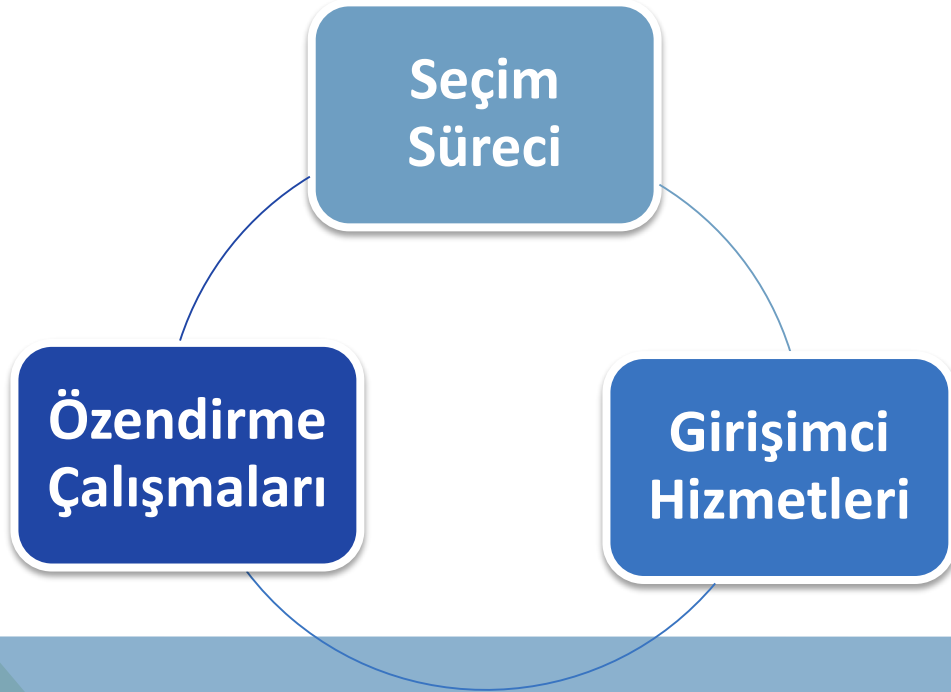 Seçim
Süreci
Özendirme
Çalışmaları
Girişimci
Hizmetleri